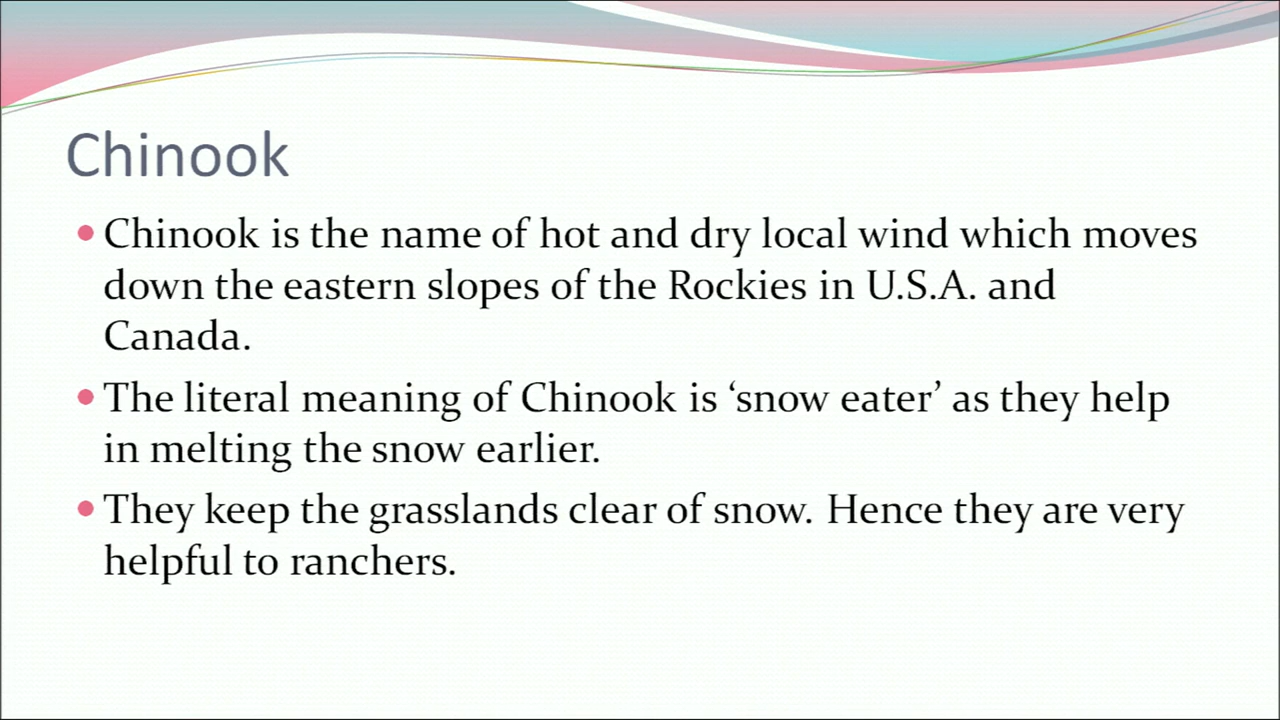 Chinook
• Chinook is the name of hot and dry local wind which moves
down the eastern slopes of the Rockies in U.S.A. and
Canada.
• The literal meaning of Chinook is ‘snow eater’ as they help
in melting the snow earlier.
• They keep the grasslands clear of snow. Hence they are very
helpful to ranchers.